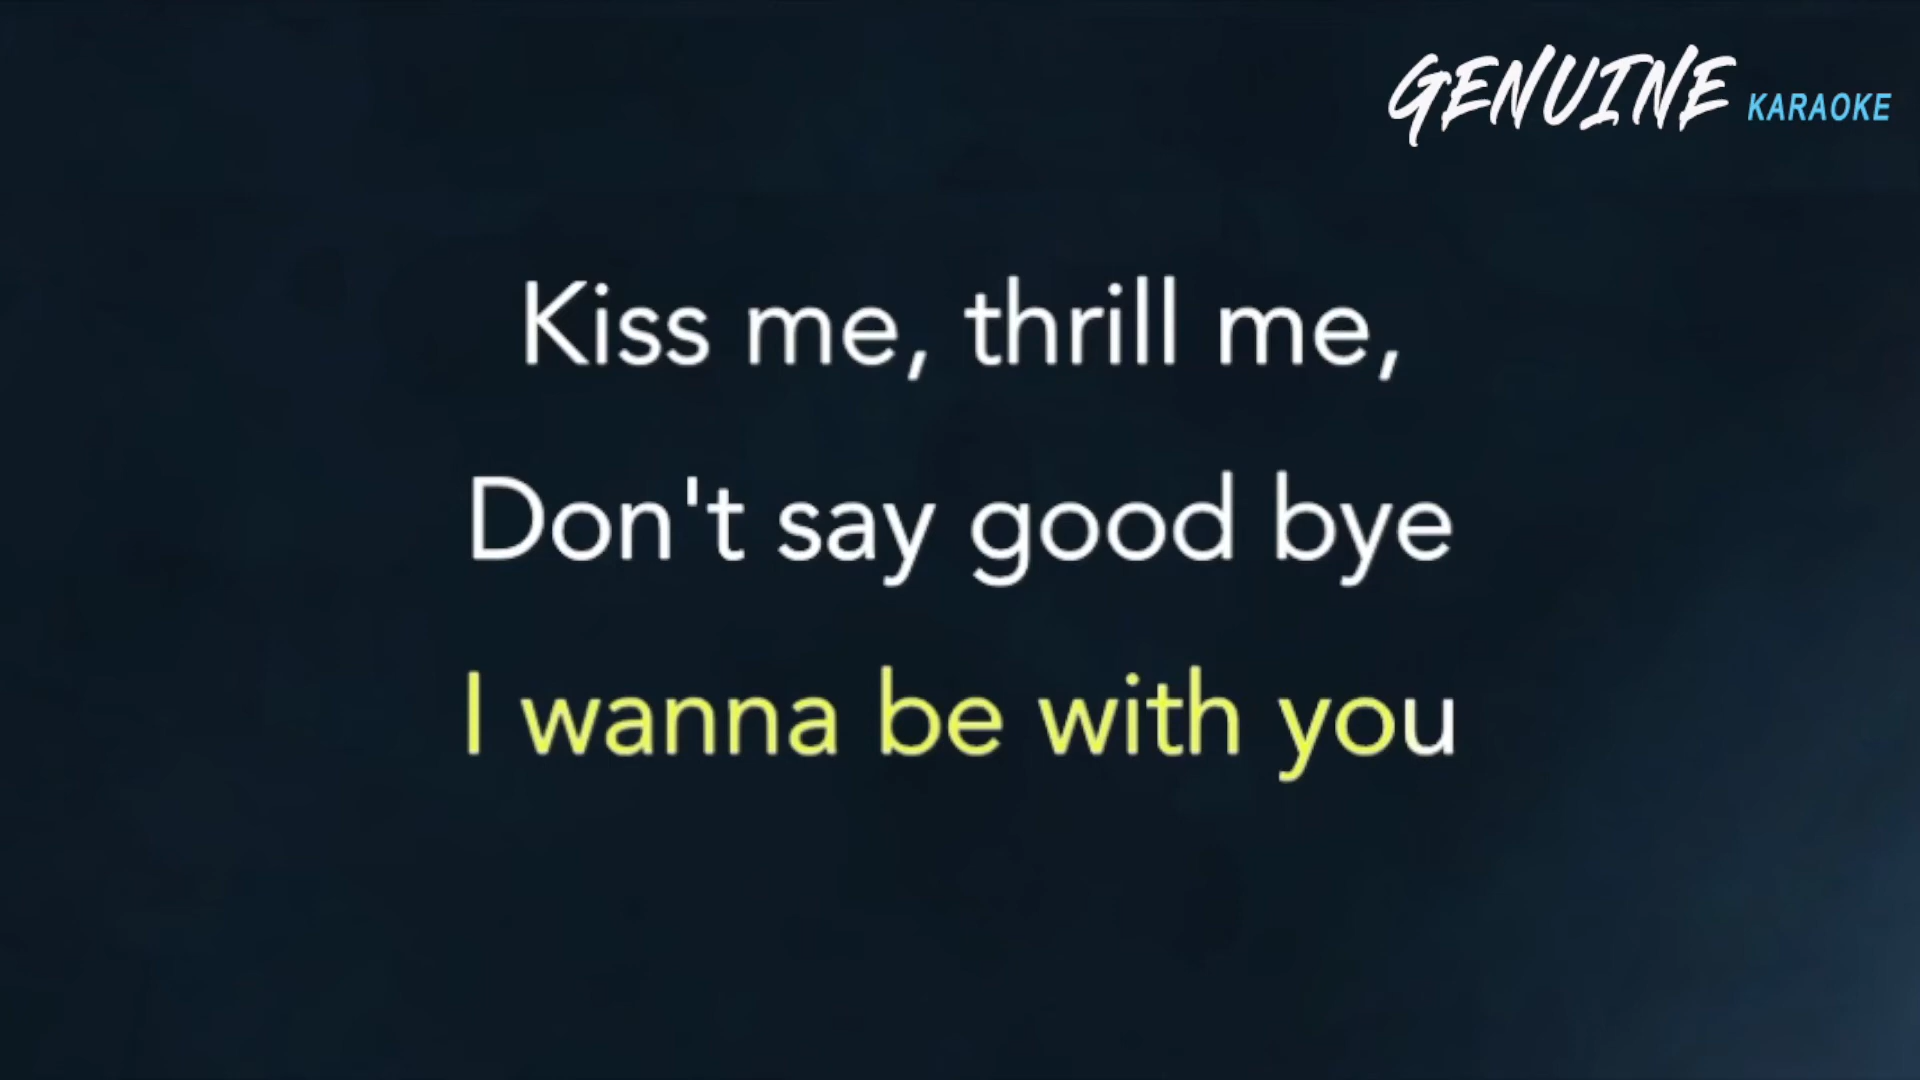 GENUINE KARAOKE
Kiss me, thrill me,
Don't say good bye
I wanna be with you